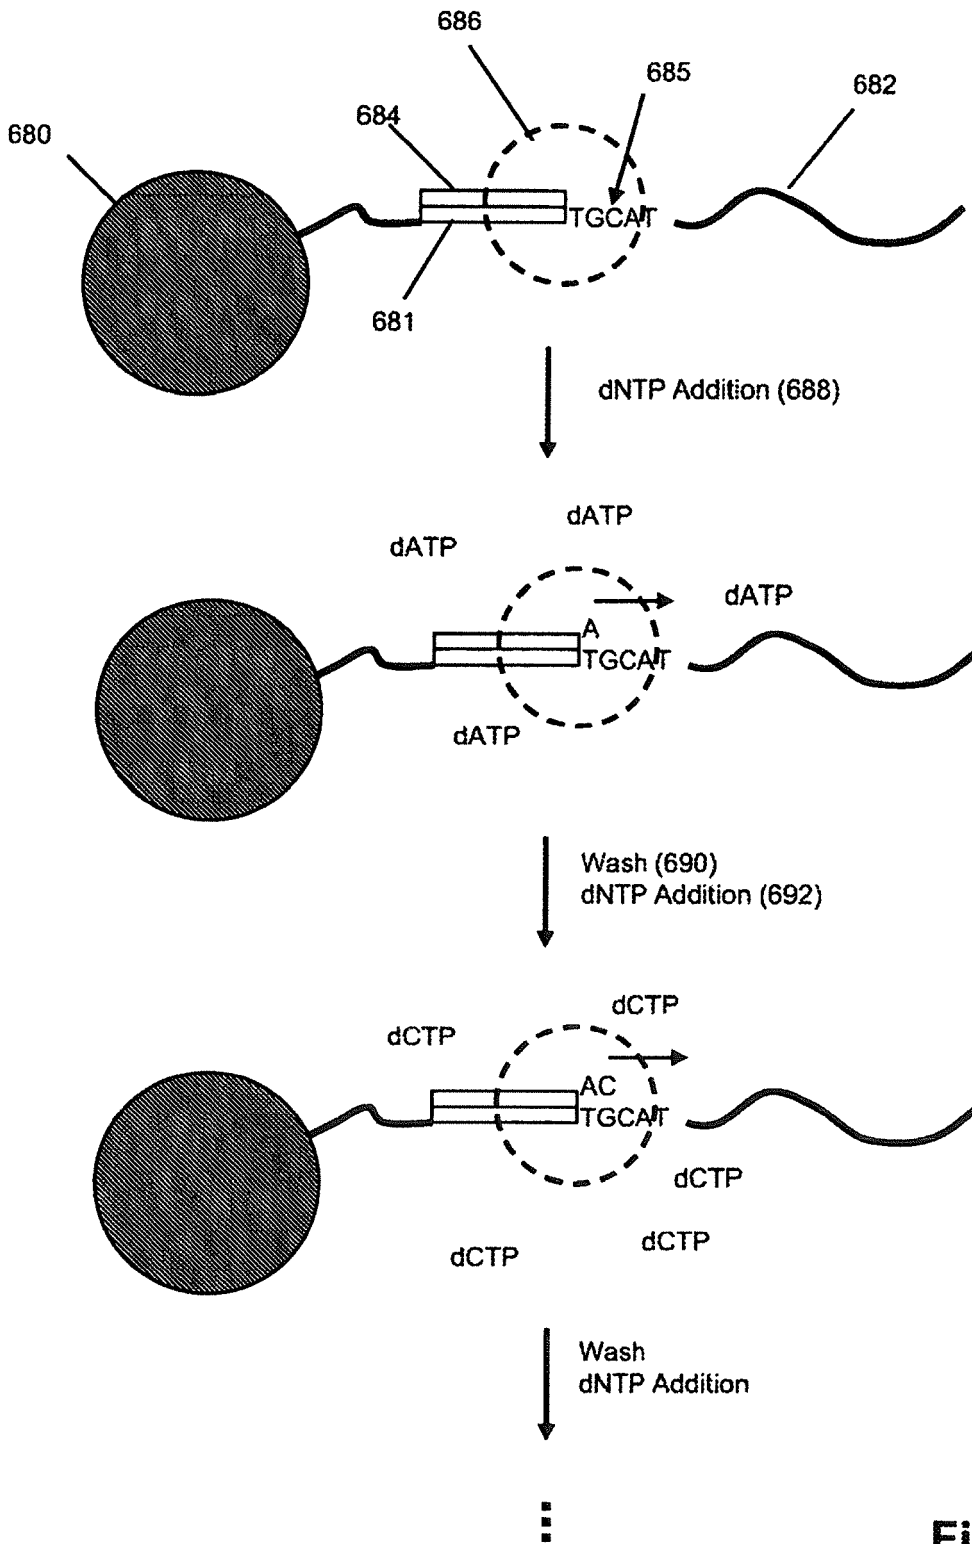 686
685
682
684
680
TGCAT
681
dNTP Addition (688)
dATP
dATP
dATP
A
TGCAT
dATP
Wash (690)
dNTP Addition (692)
dCTP
dCTP
AC
TGCAT
dCTP
dCTP
dCTP
Wash
dNTP Addition